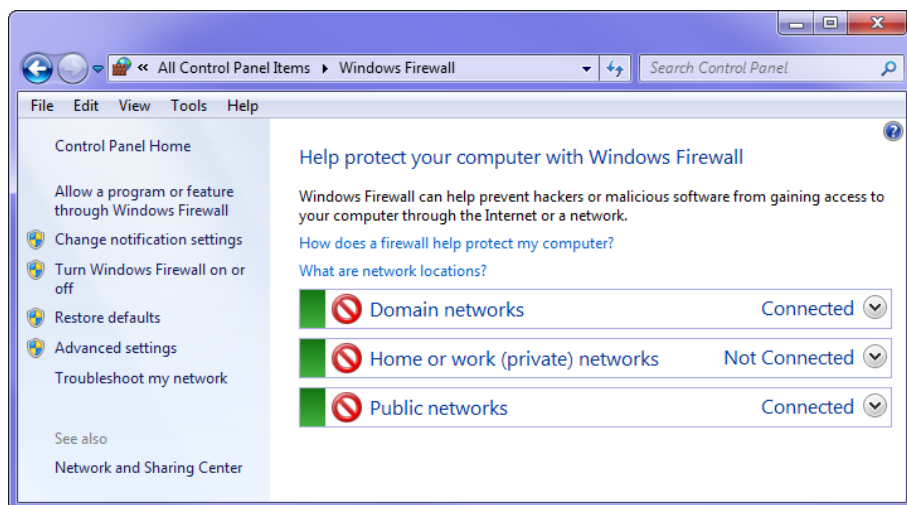 « All Control Panel Items ▸ Windows Firewall
Search Control Panel
File Edit View Tools Help
Control Panel Home
Allow a program or feature
through Windows Firewall
Change notification settings
Turn Windows Firewall on or
off
Restore defaults
Advanced settings
Troubleshoot my network
See also
Network and Sharing Center
Help protect your computer with Windows Firewall
Windows Firewall can help prevent hackers or malicious software from gaining access to
your computer through the Internet or a network.
How does a firewall help protect my computer?
What are network locations?
Domain networks Connected
Home or work (private) networks Not Connected
Public networks Connected